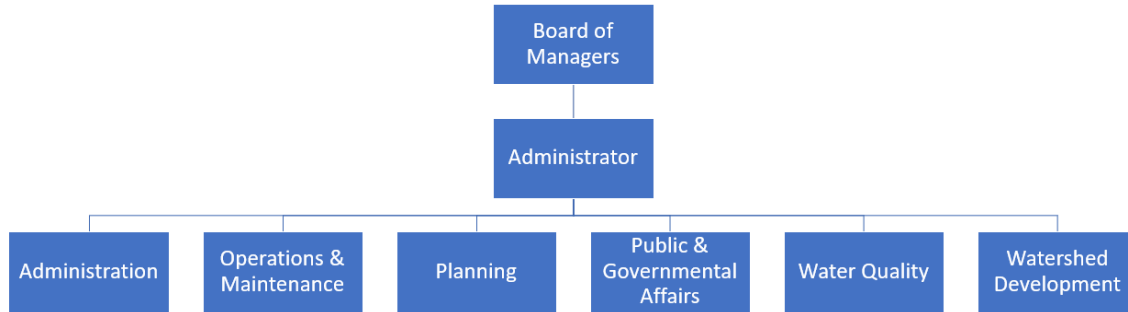 Board of
Managers
Administrator
Administration
Operations &
Maintenance
Planning
Public &
Governmental
Affairs
Water Quality
Watershed
Development